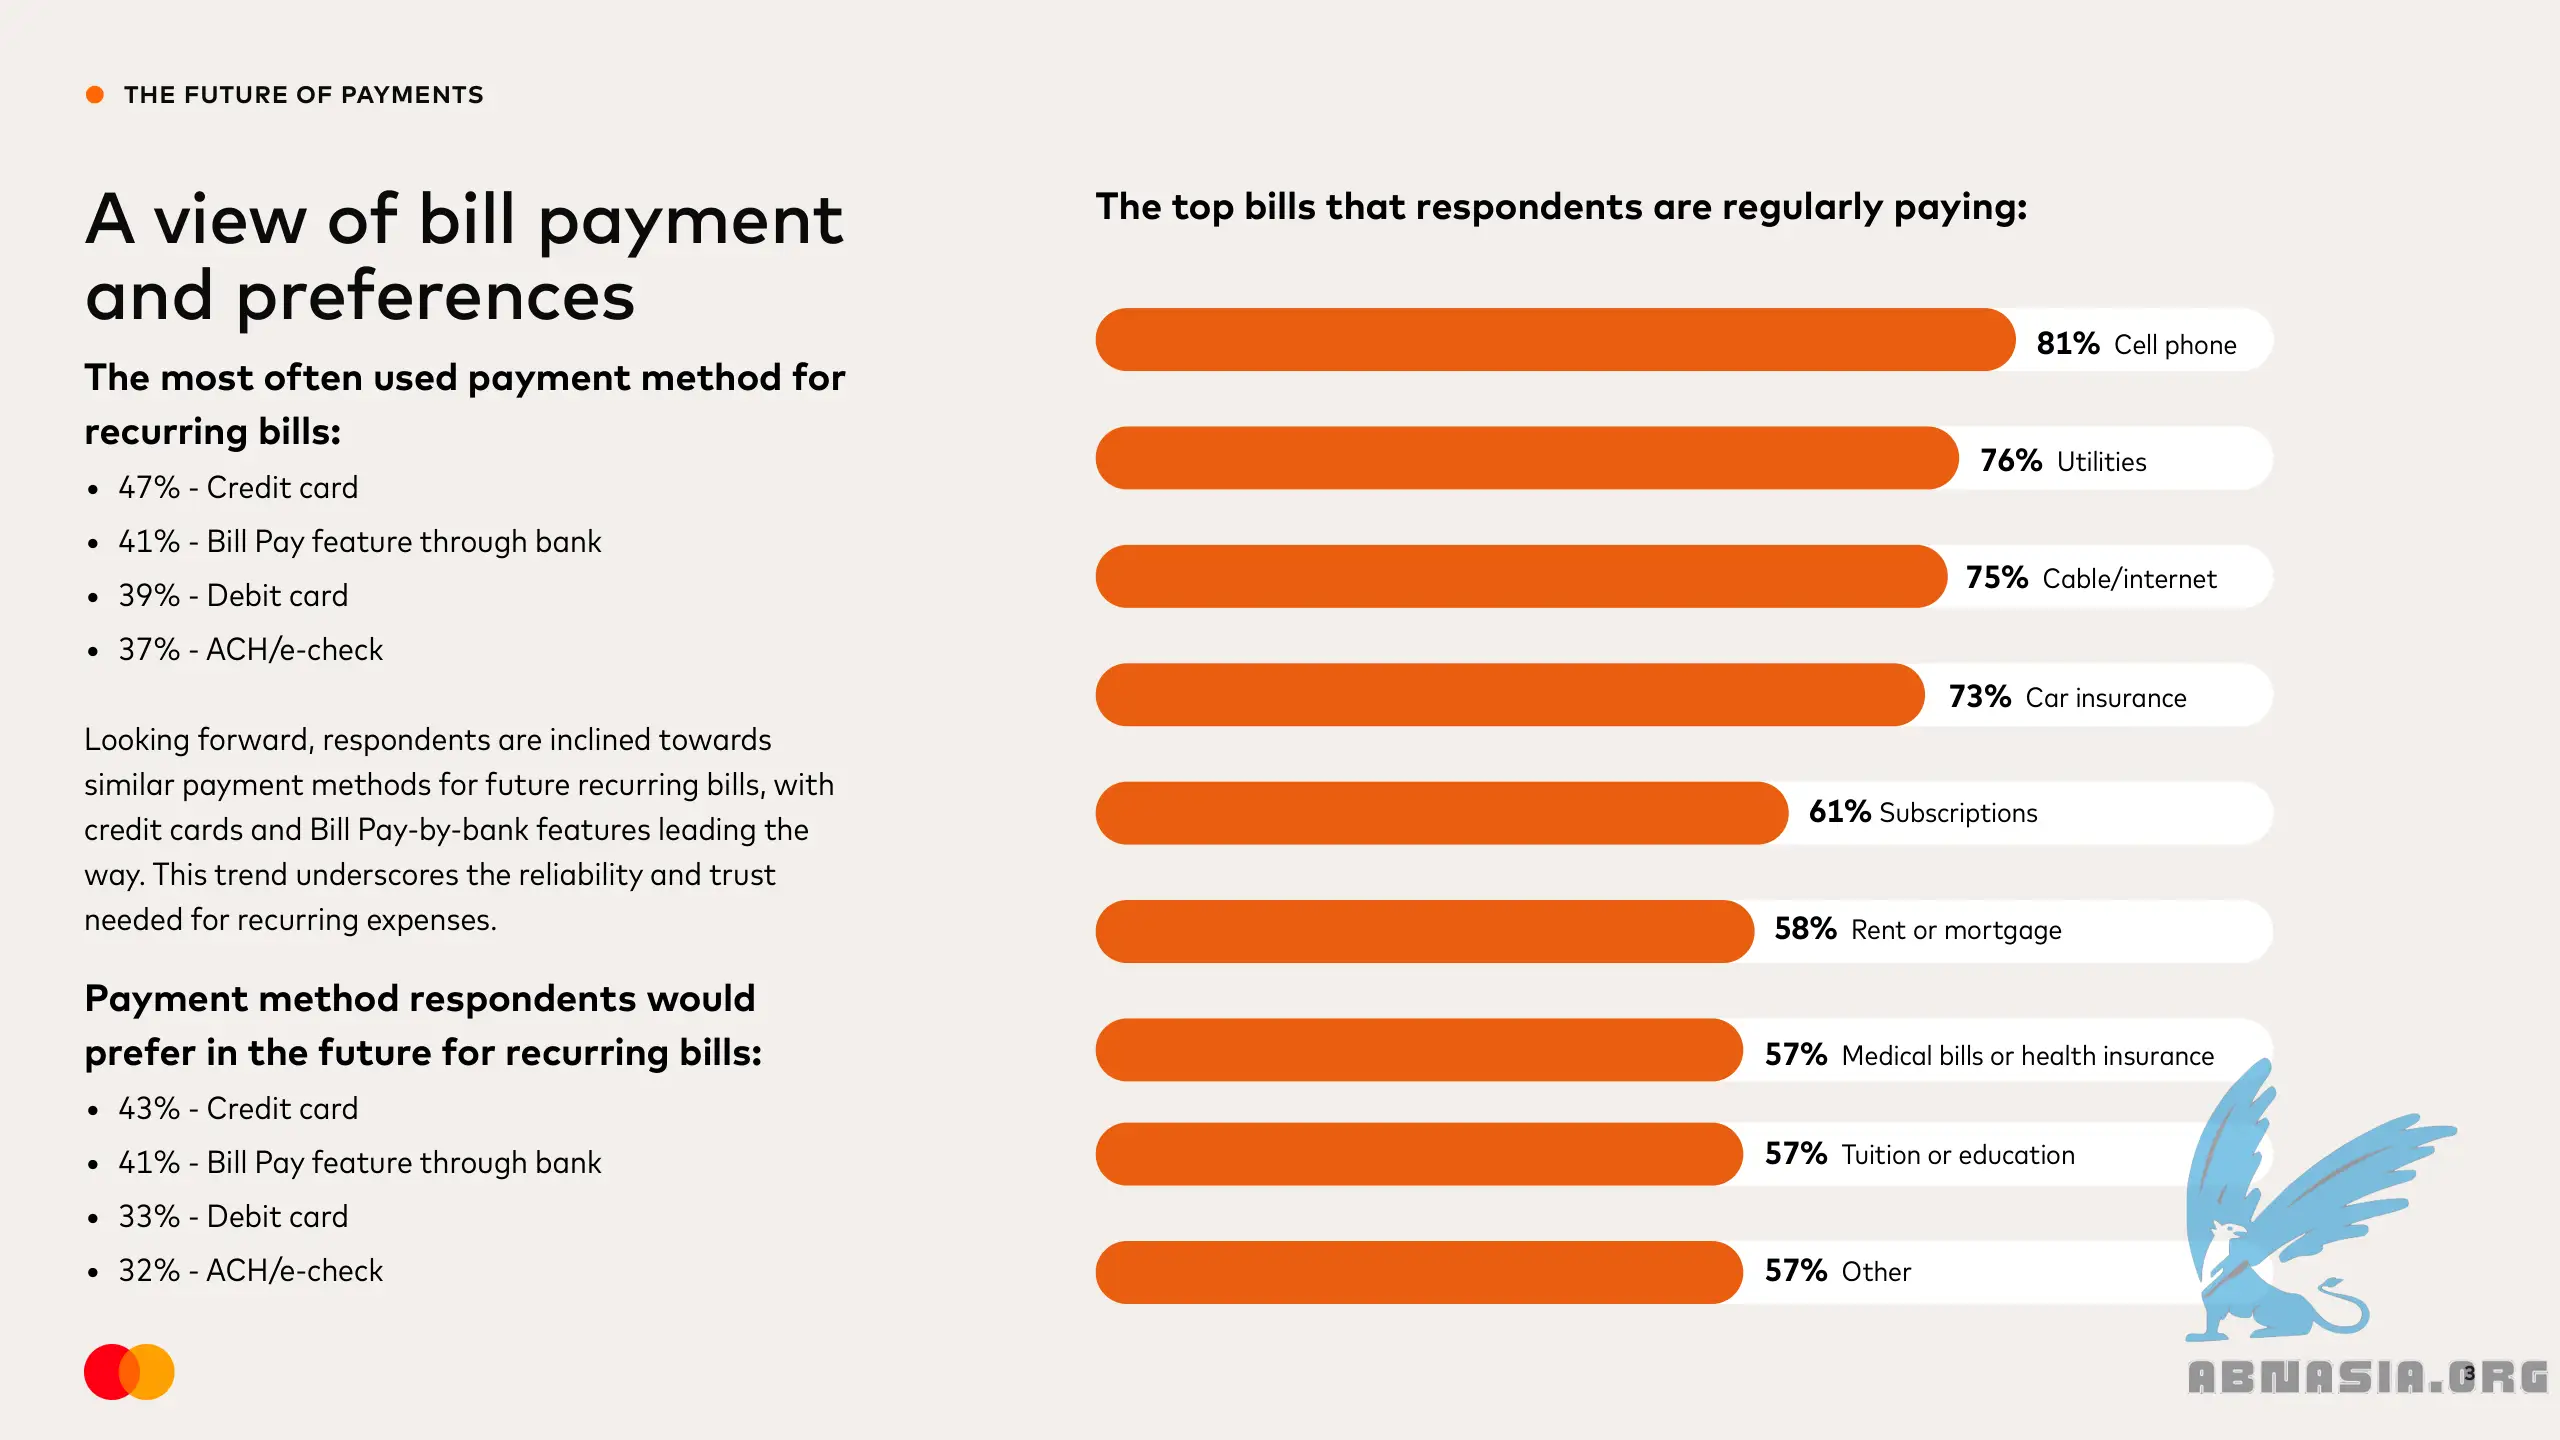 THE FUTURE OF PAYMENTS
A view of bill payment
and preferences
The most often used payment method for
recurring bills:
• 47% - Credit card
• 41% - Bill Pay feature through bank
• 39% - Debit card
• 37% - ACH/e-check
Looking forward, respondents are inclined towards
similar payment methods for future recurring bills, with
credit cards and Bill Pay-by-bank features leading the
way. This trend underscores the reliability and trust
needed for recurring expenses.
Payment method respondents would
prefer in the future for recurring bills:
• 43% - Credit card
• 41% - Bill Pay feature through bank
• 33% - Debit card
• 32% - ACH/e-check
The top bills that respondents are regularly paying:
81% Cell phone
76% Utilities
75% Cable/internet
73% Car insurance
61% Subscriptions
58% Rent or mortgage
57% Medical bills or health insurance
57% Tuition or education
57% Other
ABNASIA.ORG
3